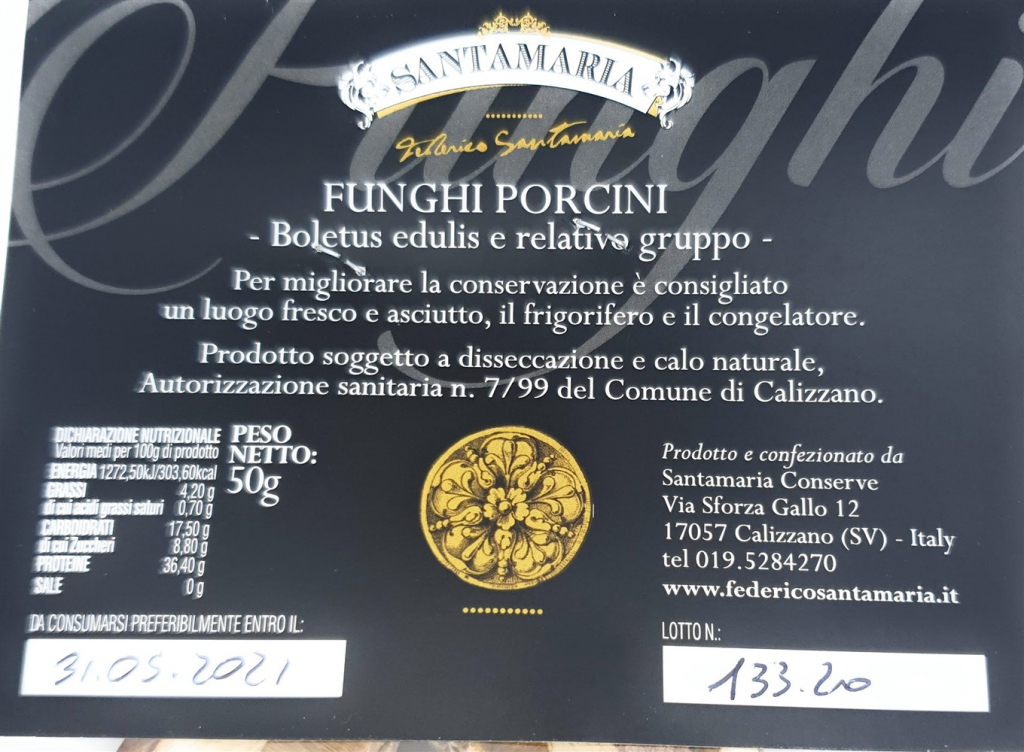 Funghi
SANTAMARIA
Federico Santamaria
FUNGHI PORCINI
- Boletus edulis e relativo gruppo -
Per migliorare la conservazione è consigliato
un luogo fresco e asciutto, il frigorifero e il congelatore.
Prodotto soggetto a disseccazione e calo naturale,
Autorizzazione sanitaria n. 7/99 del Comune di Calizzano.
DICHIARAZIONE NUTRIZIONALE
Valori medi per 100g di prodotto
ENERGIA 1272,50kJ/303,60kcal
GRASSI 4,20 g
di cui acidi grassi saturi 0,70 g
CARBOIDRATI 17,50 g
di cui Zuccheri 8,80 g
PROTEINE 36,40 g
SALE 0 g
PESO
NETTO:
50g
DA CONSUMARSI PREFERIBILMENTE ENTRO IL:
31.05.2021
Prodotto e confezionato da
Santamaria Conserve
Via Sforza Gallo 12
17057 Calizzano (SV) - Italy
tel 019.5284270
www.federicosantamaria.it
LOTTO N.:
133.20